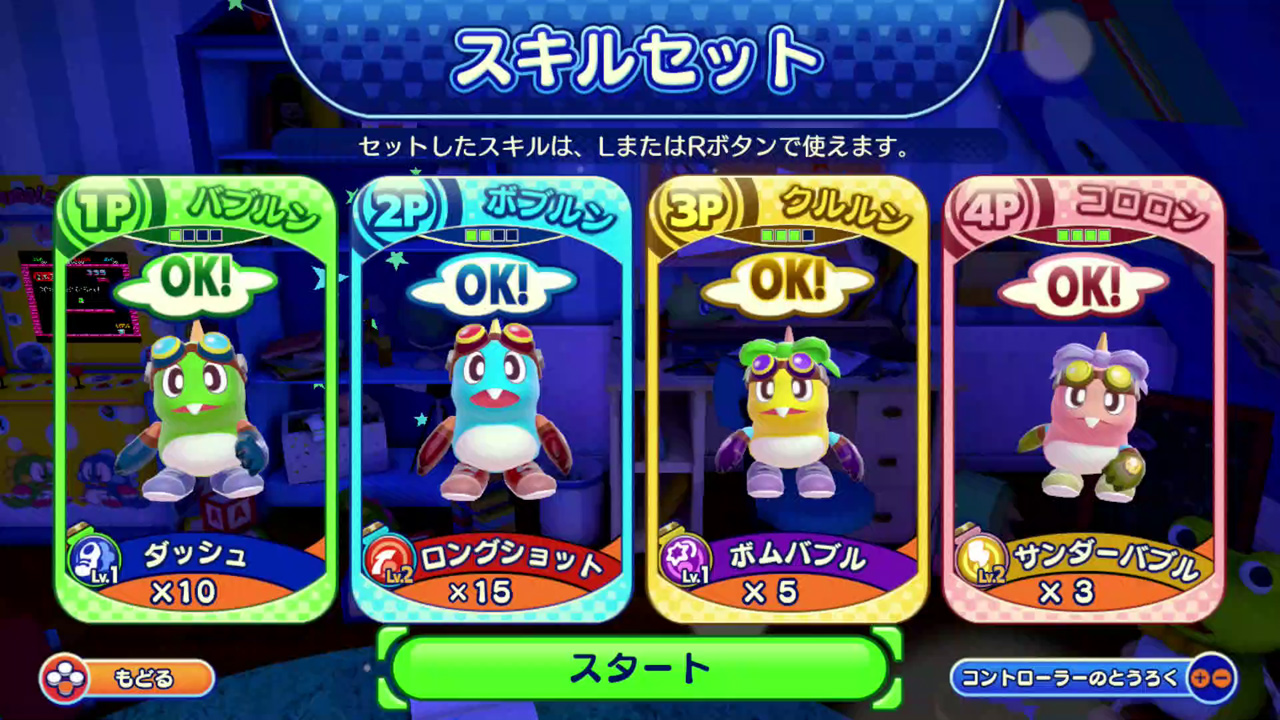 スキルセット
セットしたスキルは、LまたはRボタンで使えます。
1P バブルン
2P ボブルン
3P クルルン
4P コロロン
OK!
OK!
OK!
OK!
Lv.1 ダッシュ
×10
Lv.2 ロングショット
×15
Lv.1 ボムバブル
×5
Lv.2 サンダーバブル
×3
もどる
スタート
コントローラーのとうろく